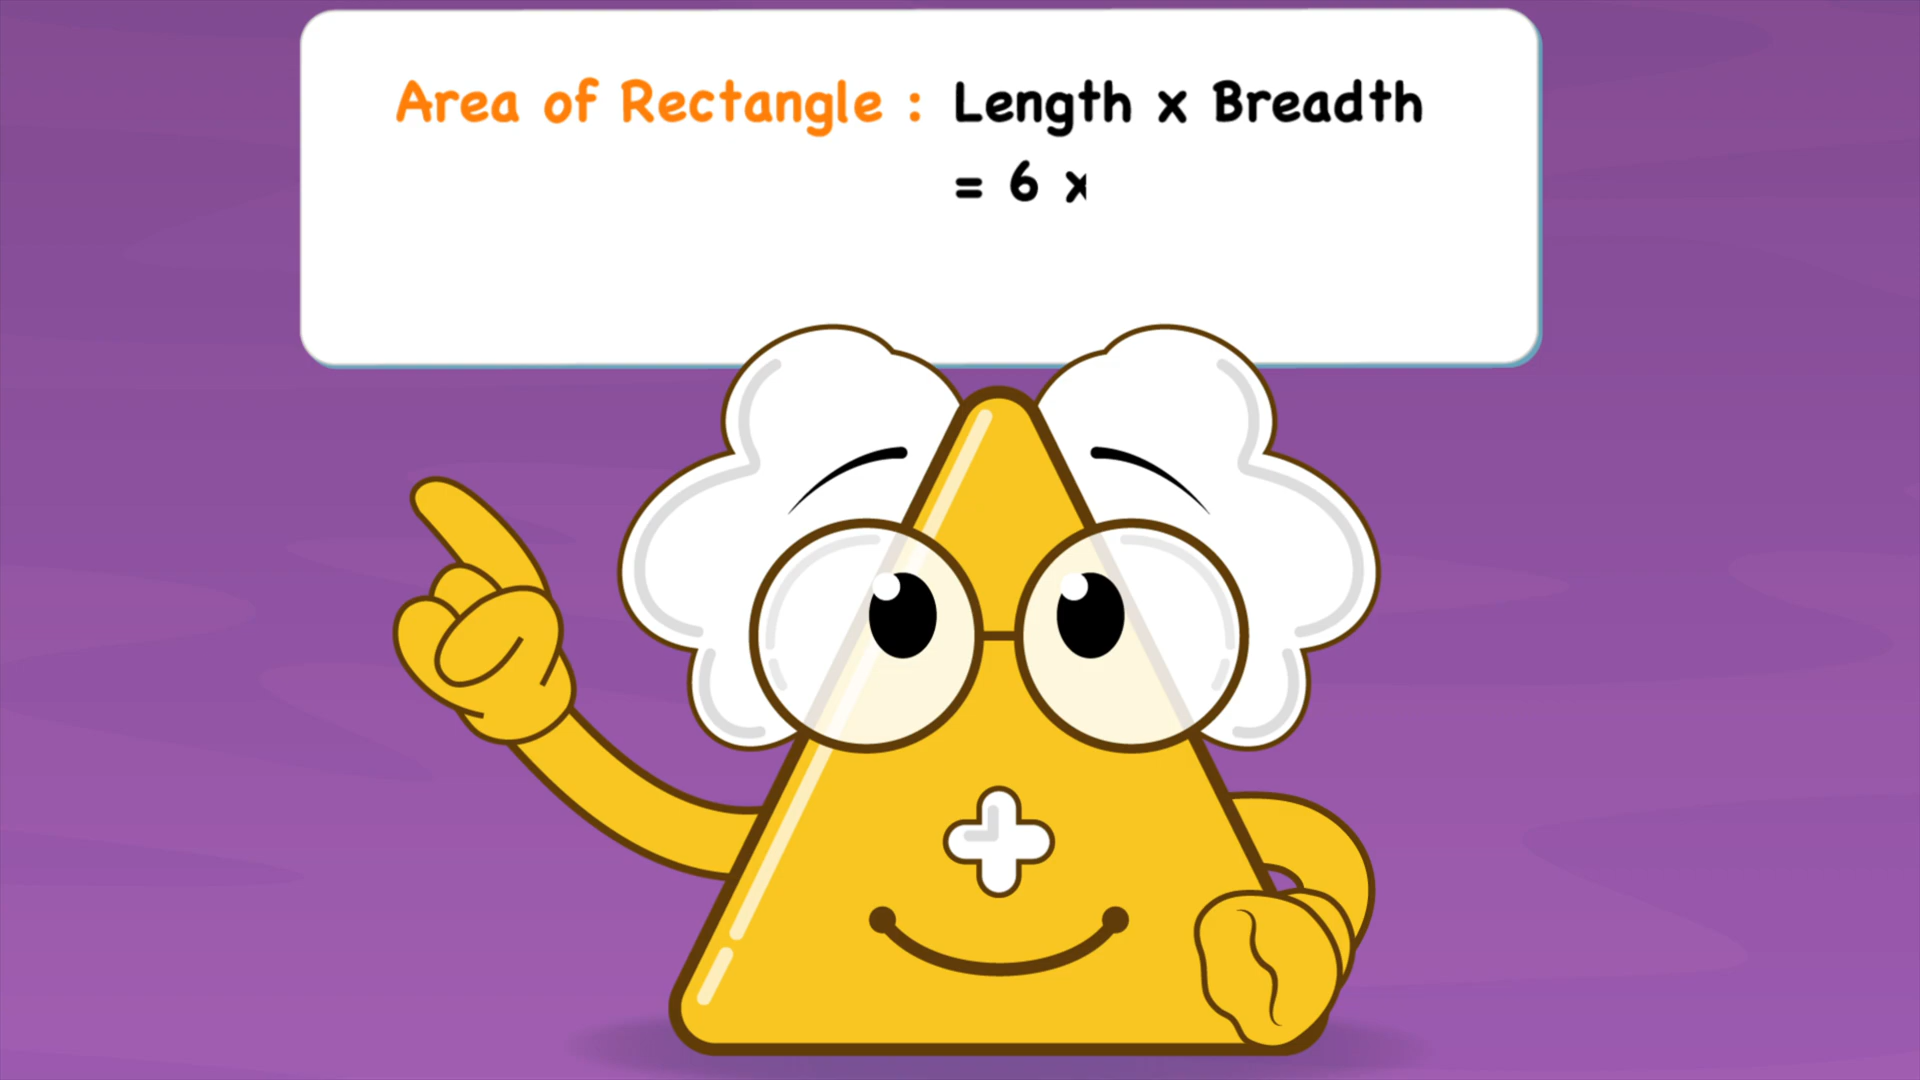 Area of Rectangle : Length x Breadth
= 6 x